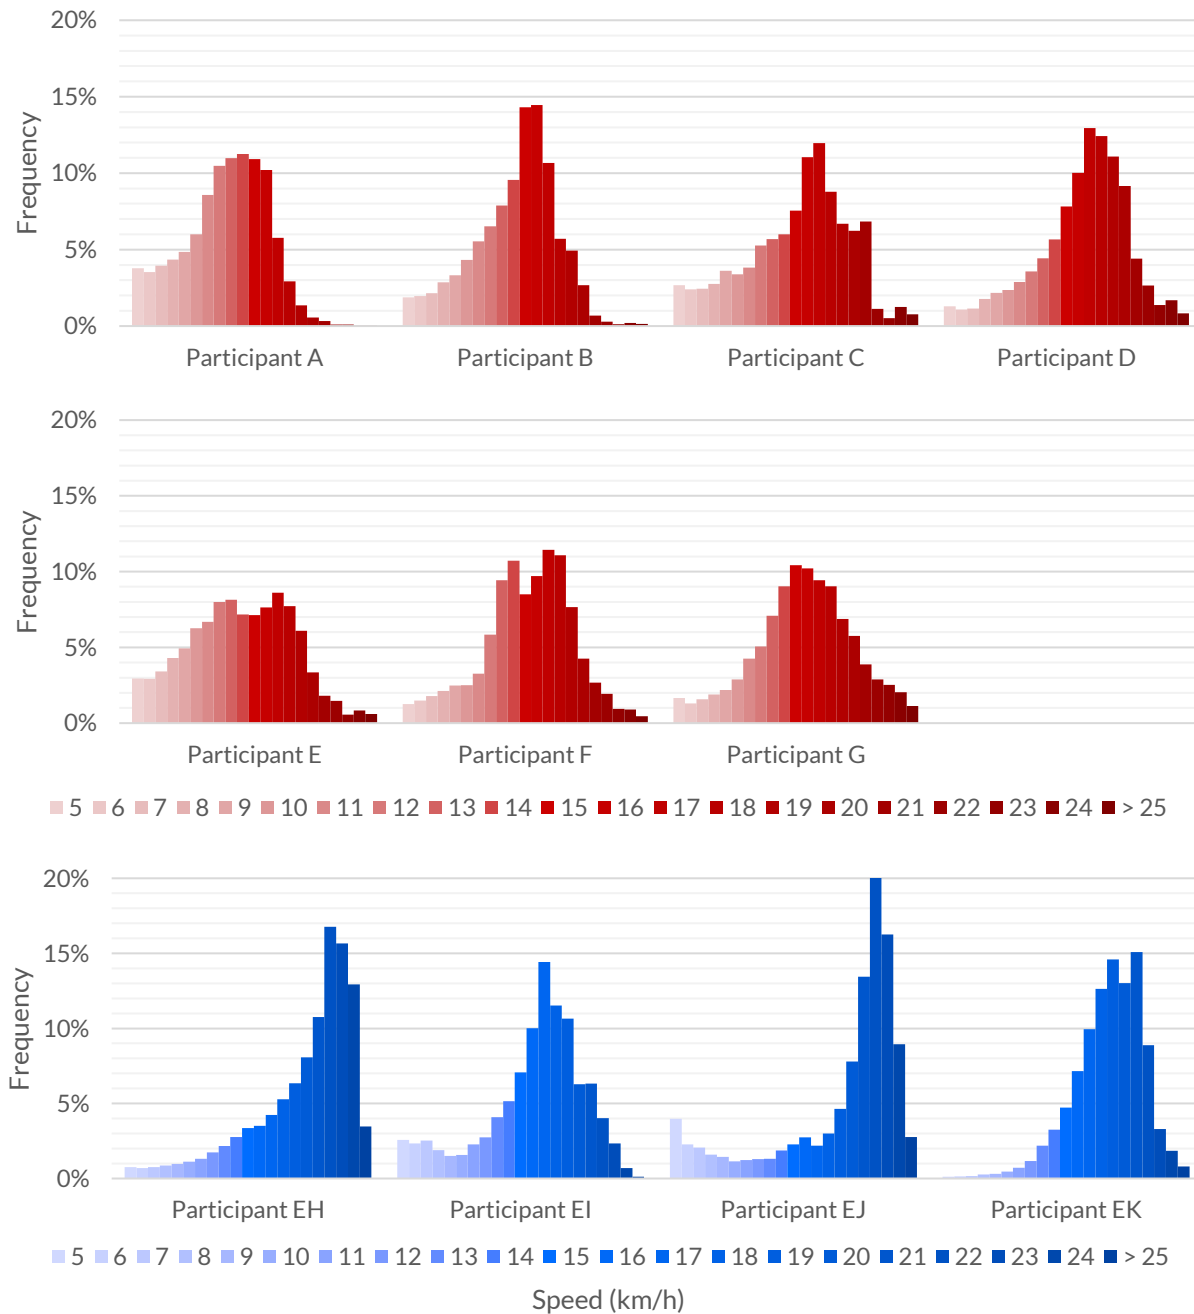 20%
15%
10%
5%
0%
Frequency
Participant A Participant B Participant C Participant D
20%
15%
10%
5%
0%
Frequency
Participant E Participant F Participant G
5 6 7 8 9 10 11 12 13 14 15 16 17 18 19 20 21 22 23 24 > 25
20%
15%
10%
5%
0%
Frequency
Participant EH Participant EI Participant EJ Participant EK
5 6 7 8 9 10 11 12 13 14 15 16 17 18 19 20 21 22 23 24 > 25
Speed (km/h)